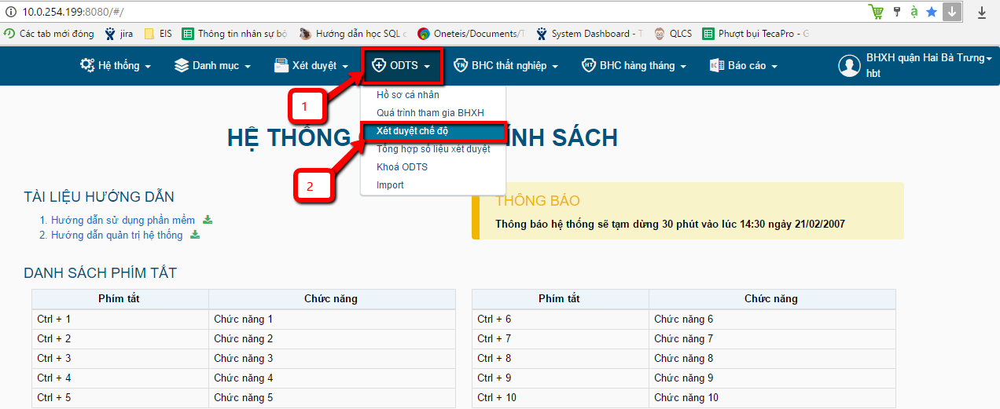 10.0.254.199:8080/#/
Các tab mới đóng jira EIS Thông tin nhân sự bộ Hướng dẫn học SQL c Oneteis/Documents/T System Dashboard - T QLCS Phượt bụi TecaPro - G
Hệ thống Danh mục Xét duyệt ODTS BHC thất nghiệp BHC hàng tháng Báo cáo BHXH quận Hai Bà Trưng
hbt
1
Hồ sơ cá nhân
Quá trình tham gia BHXH
Xét duyệt chế độ
Tổng hợp số liệu xét duyệt
Khoá ODTS
Import
2
HỆ THỐNG ÍNH SÁCH
TÀI LIỆU HƯỚNG DẪN
1. Hướng dẫn sử dụng phần mềm
2. Hướng dẫn quản trị hệ thống
THÔNG BÁO
Thông báo hệ thống sẽ tạm dừng 30 phút vào lúc 14:30 ngày 21/02/2007
DANH SÁCH PHÍM TẮT
Phím tắt Chức năng Phím tắt Chức năng
Ctrl + 1 Chức năng 1 Ctrl + 6 Chức năng 6
Ctrl + 2 Chức năng 2 Ctrl + 7 Chức năng 7
Ctrl + 3 Chức năng 3 Ctrl + 8 Chức năng 8
Ctrl + 4 Chức năng 4 Ctrl + 9 Chức năng 9
Ctrl + 5 Chức năng 5 Ctrl + 10 Chức năng 10